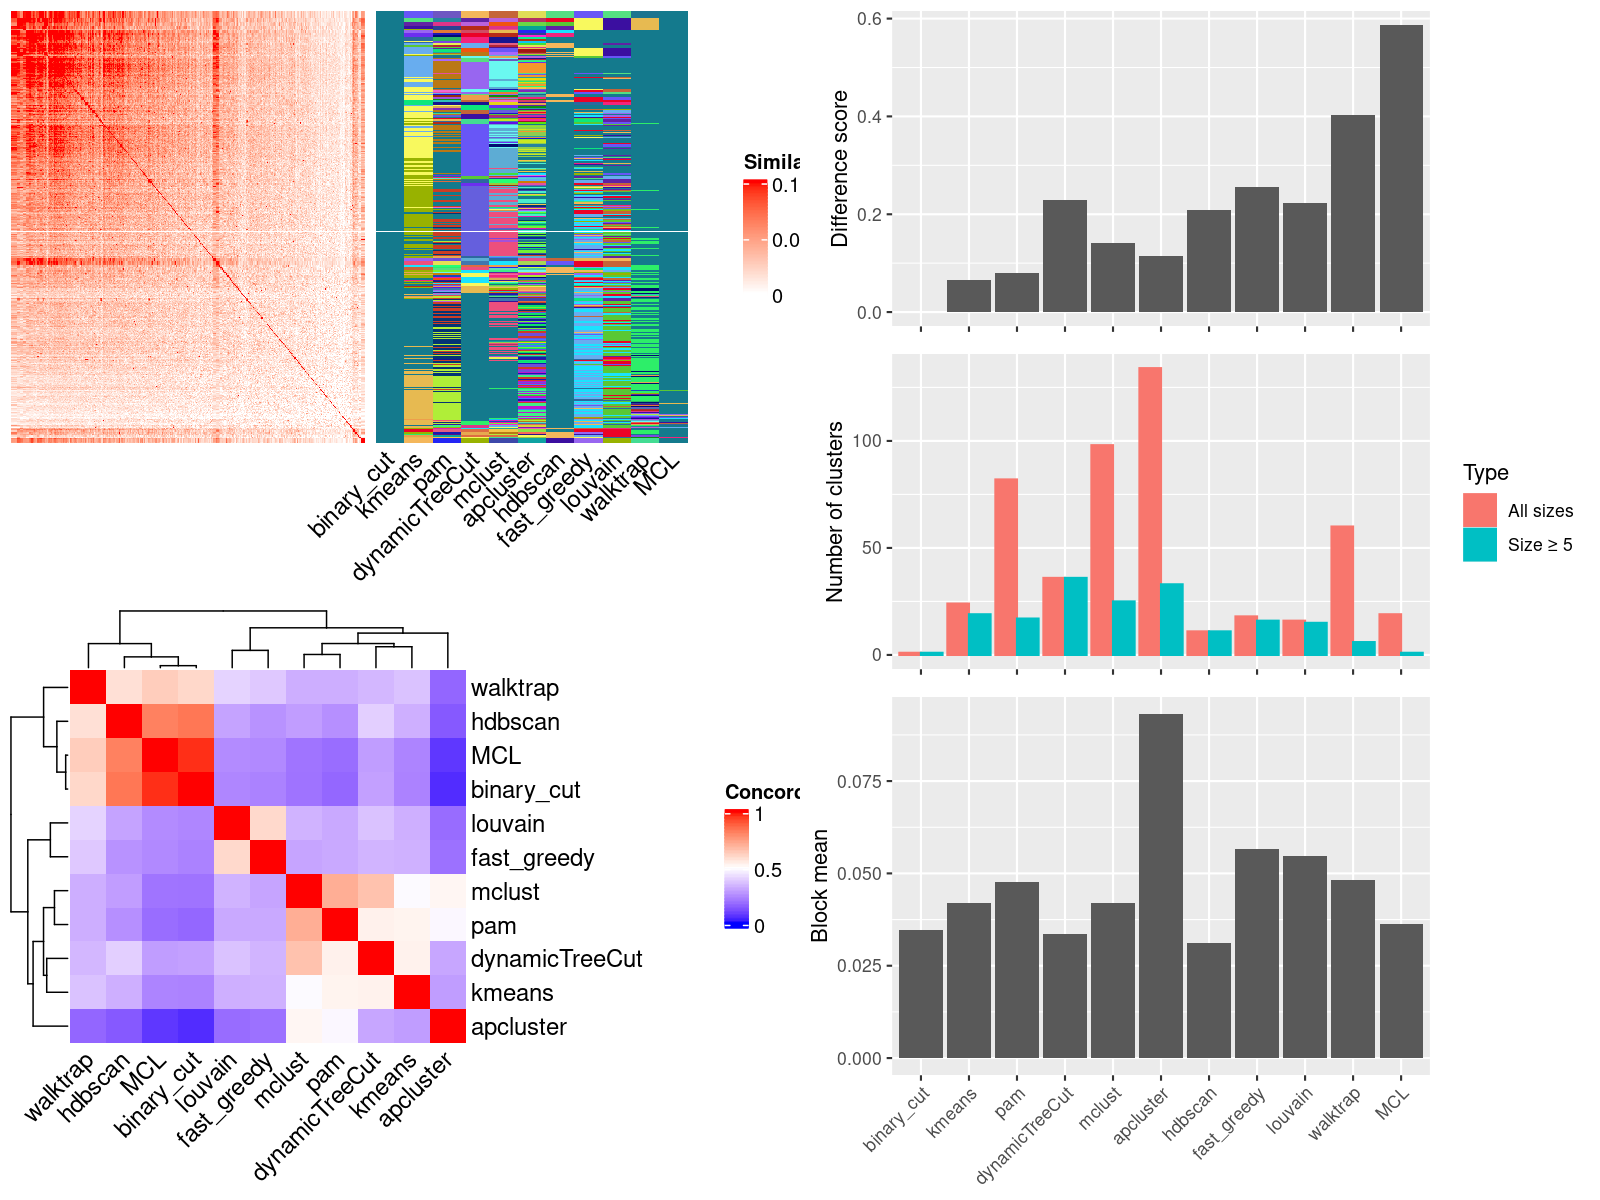 Simila
0.1
0.0
0
binary_cut
kmeans
pam
dynamicTreeCut
mclust
apcluster
hdbscan
fast_greedy
louvain
walktrap
MCL
walktrap
hdbscan
MCL
binary_cut
louvain
fast_greedy
mclust
pam
dynamicTreeCut
kmeans
apcluster
walktrap
hdbscan
MCL
binary_cut
louvain
fast_greedy
mclust
pam
dynamicTreeCut
kmeans
apcluster
Concord
1
0.5
0
Difference score
0.6
0.4
0.2
0.0
Number of clusters
100
50
0
Type
All sizes
Size ≥ 5
Block mean
0.075
0.050
0.025
0.000
binary_cut
kmeans
pam
dynamicTreeCut
mclust
apcluster
hdbscan
fast_greedy
louvain
walktrap
MCL